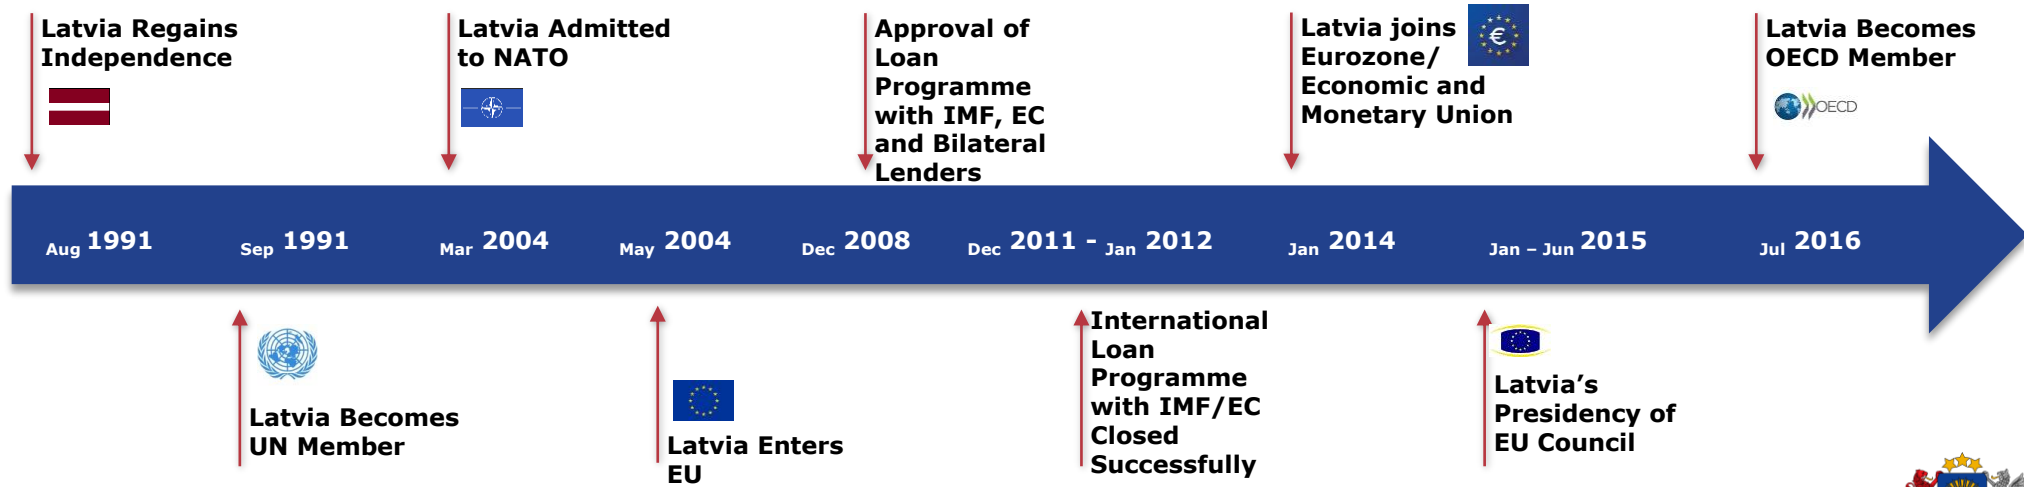 Latvia Regains
Independence
Latvia Admitted
to NATO
Approval of
Loan
Programme
with IMF, EC
and Bilateral
Lenders
Latvia joins
Eurozone/
Economic and
Monetary Union
€
Latvia Becomes
OECD Member
OECD
Aug 1991
Sep 1991
Mar 2004
May 2004
Dec 2008
Dec 2011 - Jan 2012
Jan 2014
Jan – Jun 2015
Jul 2016
Latvia Becomes
UN Member
Latvia Enters
EU
International
Loan
Programme
with IMF/EC
Closed
Successfully
Latvia’s
Presidency of
EU Council